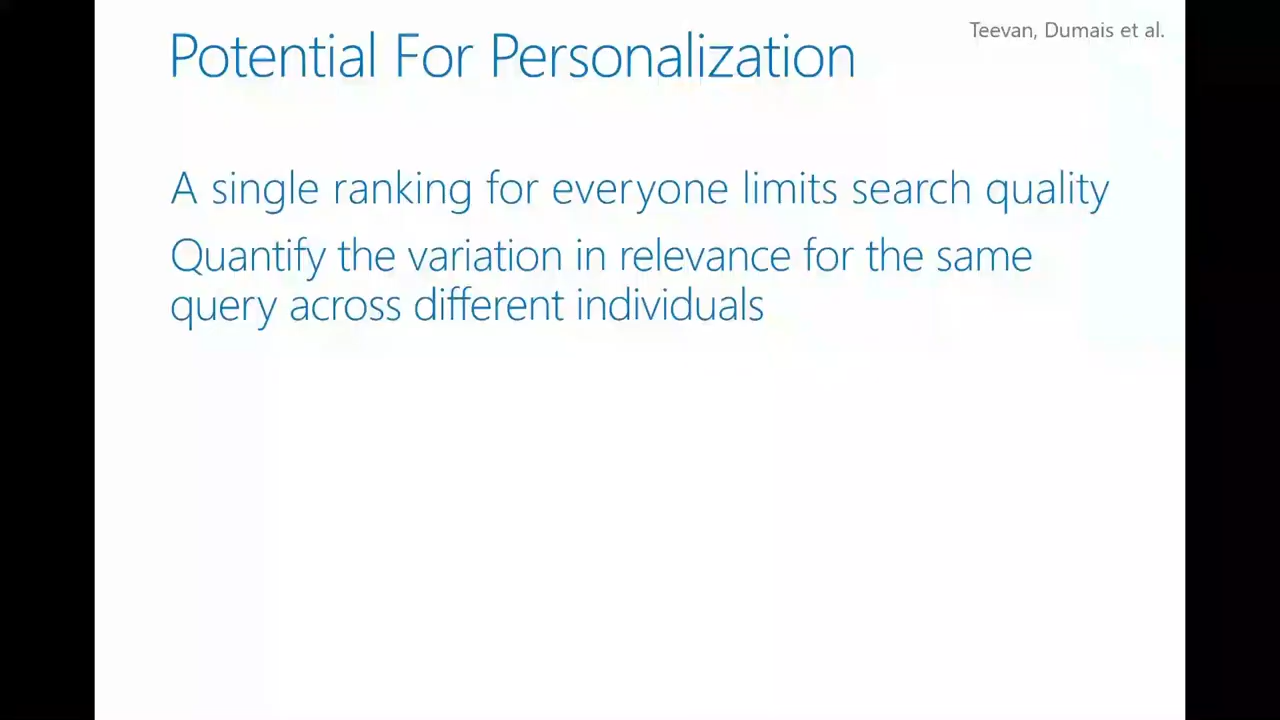 Teevan, Dumais et al.
Potential For Personalization
A single ranking for everyone limits search quality
Quantify the variation in relevance for the same
query across different individuals